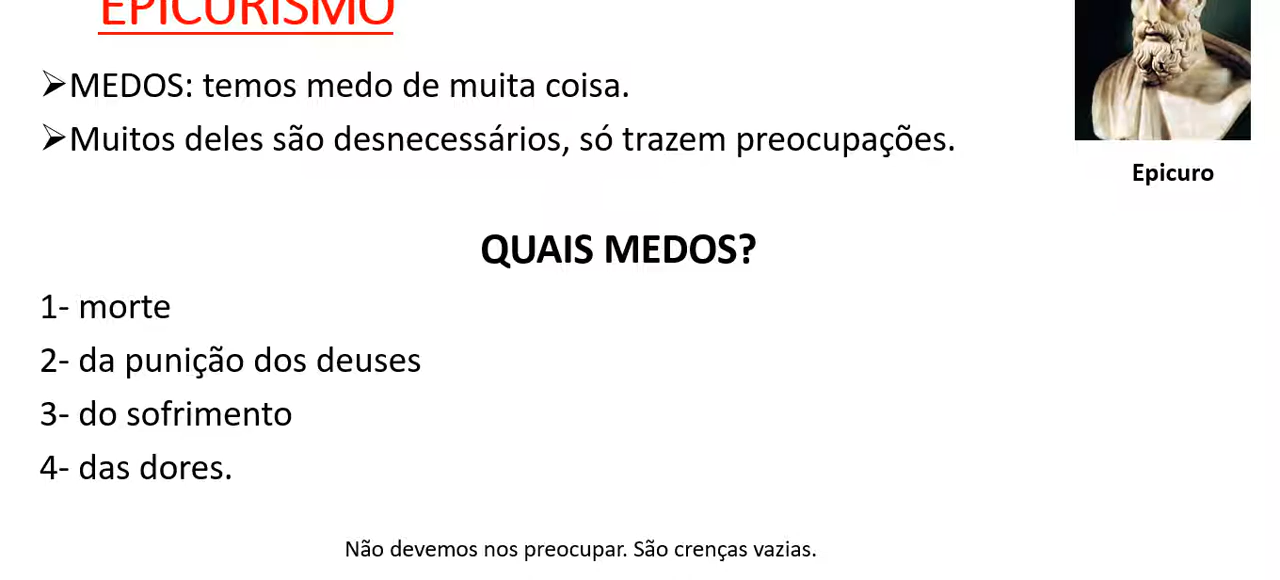 EPICURISMO
➢MEDOS: temos medo de muita coisa.
➢Muitos deles são desnecessários, só trazem preocupações.
Epicuro
QUAIS MEDOS?
1- morte
2- da punição dos deuses
3- do sofrimento
4- das dores.
Não devemos nos preocupar. São crenças vazias.